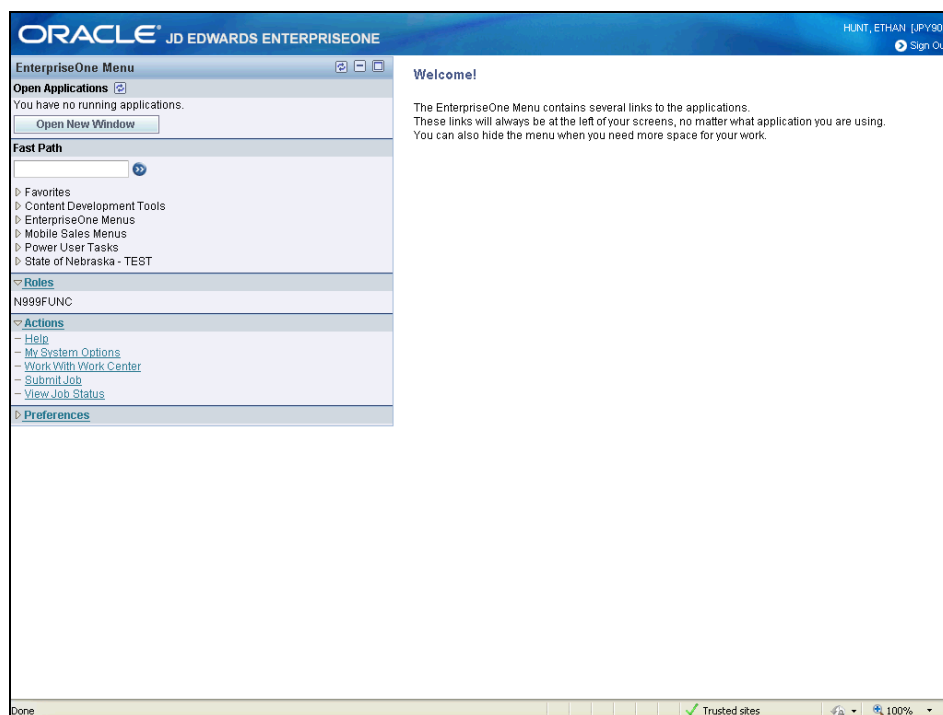 ORACLE® JD EDWARDS ENTERPRISEONE
HUNT, ETHAN [JPY90
Sign Ou
EnterpriseOne Menu
Open Applications
You have no running applications.
Open New Window
Fast Path
Favorites
Content Development Tools
EnterpriseOne Menus
Mobile Sales Menus
Power User Tasks
State of Nebraska - TEST
Roles
N999FUNC
Actions
– Help
– My System Options
– Work With Work Center
– Submit Job
– View Job Status
Preferences
Welcome!
The EnterpriseOne Menu contains several links to the applications.
These links will always be at the left of your screens, no matter what application you are using.
You can also hide the menu when you need more space for your work.
Done
Trusted sites
100%